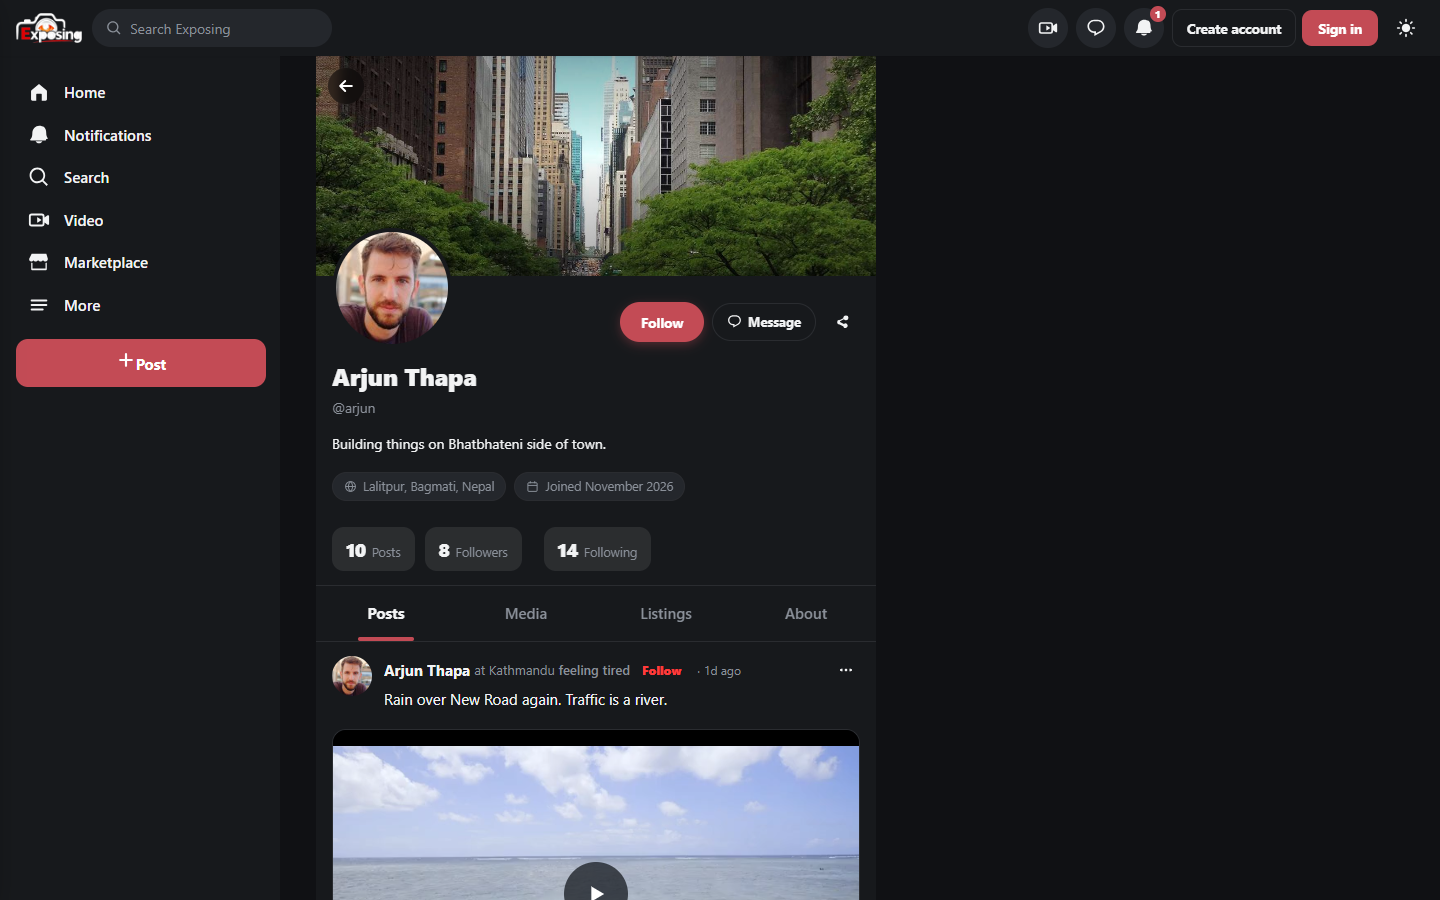 Exposing
Search Exposing
1
Create account
Sign in
Home
Notifications
Search
Video
Marketplace
More
Post
Follow
Message
Arjun Thapa
@arjun
Building things on Bhatbhateni side of town.
Lalitpur, Bagmati, Nepal
Joined November 2026
10 Posts
8 Followers
14 Following
Posts
Media
Listings
About
Arjun Thapa at Kathmandu feeling tired Follow · 1d ago
Rain over New Road again. Traffic is a river.